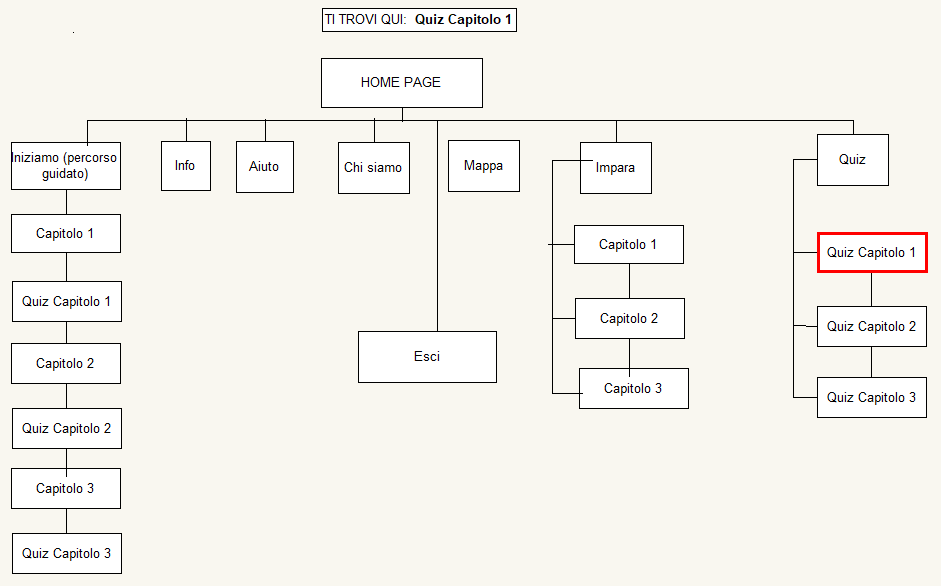 TI TROVI QUI: Quiz Capitolo 1
HOME PAGE
Iniziamo (percorso
guidato)
Info
Aiuto
Chi siamo
Mappa
Impara
Quiz
Capitolo 1
Quiz Capitolo 1
Capitolo 2
Quiz Capitolo 2
Capitolo 3
Quiz Capitolo 3
Esci
Capitolo 1
Capitolo 2
Capitolo 3
Quiz Capitolo 1
Quiz Capitolo 2
Quiz Capitolo 3